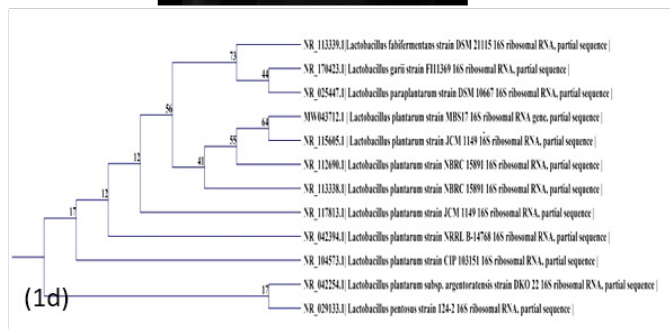 NR_113339.1|Lactobacillus fabifermentans strain DSM 21115 16S ribosomal RNA, partial sequence |
73
NR_170423.1|Lactobacillus garii strain FI11369 16S ribosomal RNA, partial sequence |
44
NR_025447.1|Lactobacillus paraplantarum strain DSM 10667 16S ribosomal RNA, partial sequence |
56
MW043712.1|Lactobacillus plantarum strain MBS17 16S ribosomal RNA gene, partial sequence |
64
NR_115605.1| Lactobacillus plantarum strain JCM 1149 16S ribosomal RNA, partial sequence |
55
12
41
NR_112690.1| Lactobacillus plantarum strain NBRC 15891 16S ribosomal RNA, partial sequence |
NR_113338.1| Lactobacillus plantarum strain NBRC 15891 16S ribosomal RNA, partial sequence |
12
17
NR_117813.1| Lactobacillus plantarum strain JCM 1149 16S ribosomal RNA, partial sequence |
NR_042394.1| Lactobacillus plantarum strain NRRL B-14768 16S ribosomal RNA, partial sequence |
NR_104573.1| Lactobacillus plantarum strain CIP 103151 16S ribosomal RNA, partial sequence |
NR_042254.1| Lactobacillus plantarum subsp. argentoratensis strain DKO 22 16S ribosomal RNA, partial sequence |
17
(1d)
NR_029133.1| Lactobacillus pentosus strain 124-2 16S ribosomal RNA, partial sequence |